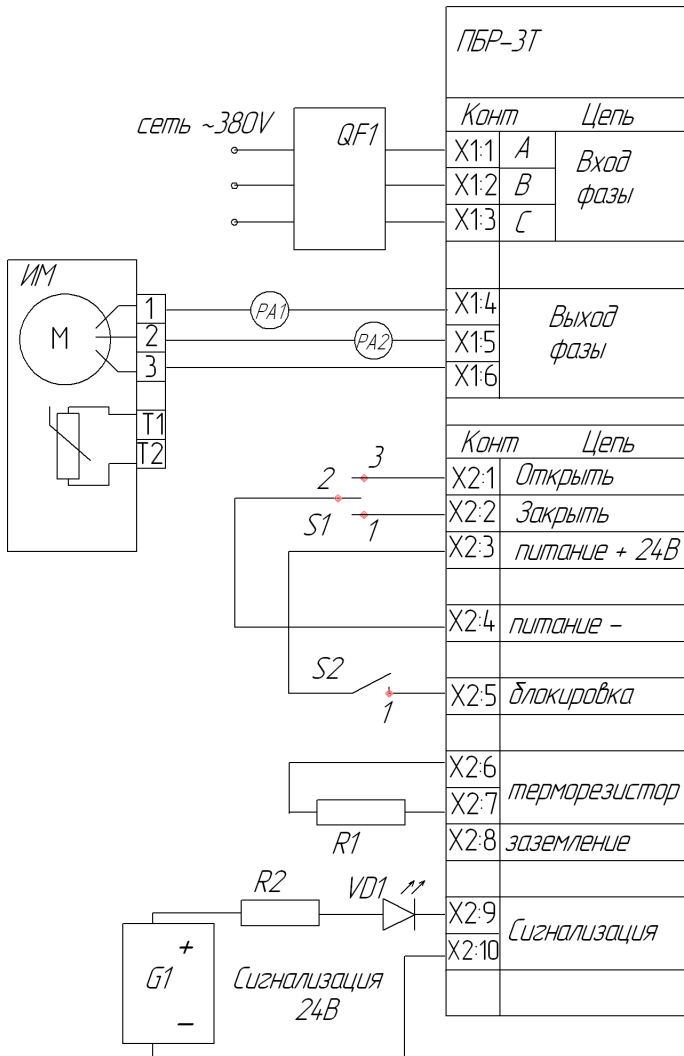 ПБР-3Т
Конт Цепь
сеть ~380V
QF1
X1:1 A
X1:2 B
X1:3 C
Вход
фазы
ИМ
M
1
2
3
T1
T2
PA1
PA2
X1:4
X1:5
X1:6
Выход
фазы
Конт Цепь
X2:1 Открыть
X2:2 Закрыть
X2:3 питание + 24В
X2:4 питание -
X2:5 блокировка
3
2
S1
1
S2
1
X2:6
X2:7
терморезистор
R1
X2:8 заземление
R2
VD1
X2:9
X2:10
Сигнализация
G1
+
−
Сигнализация
24В